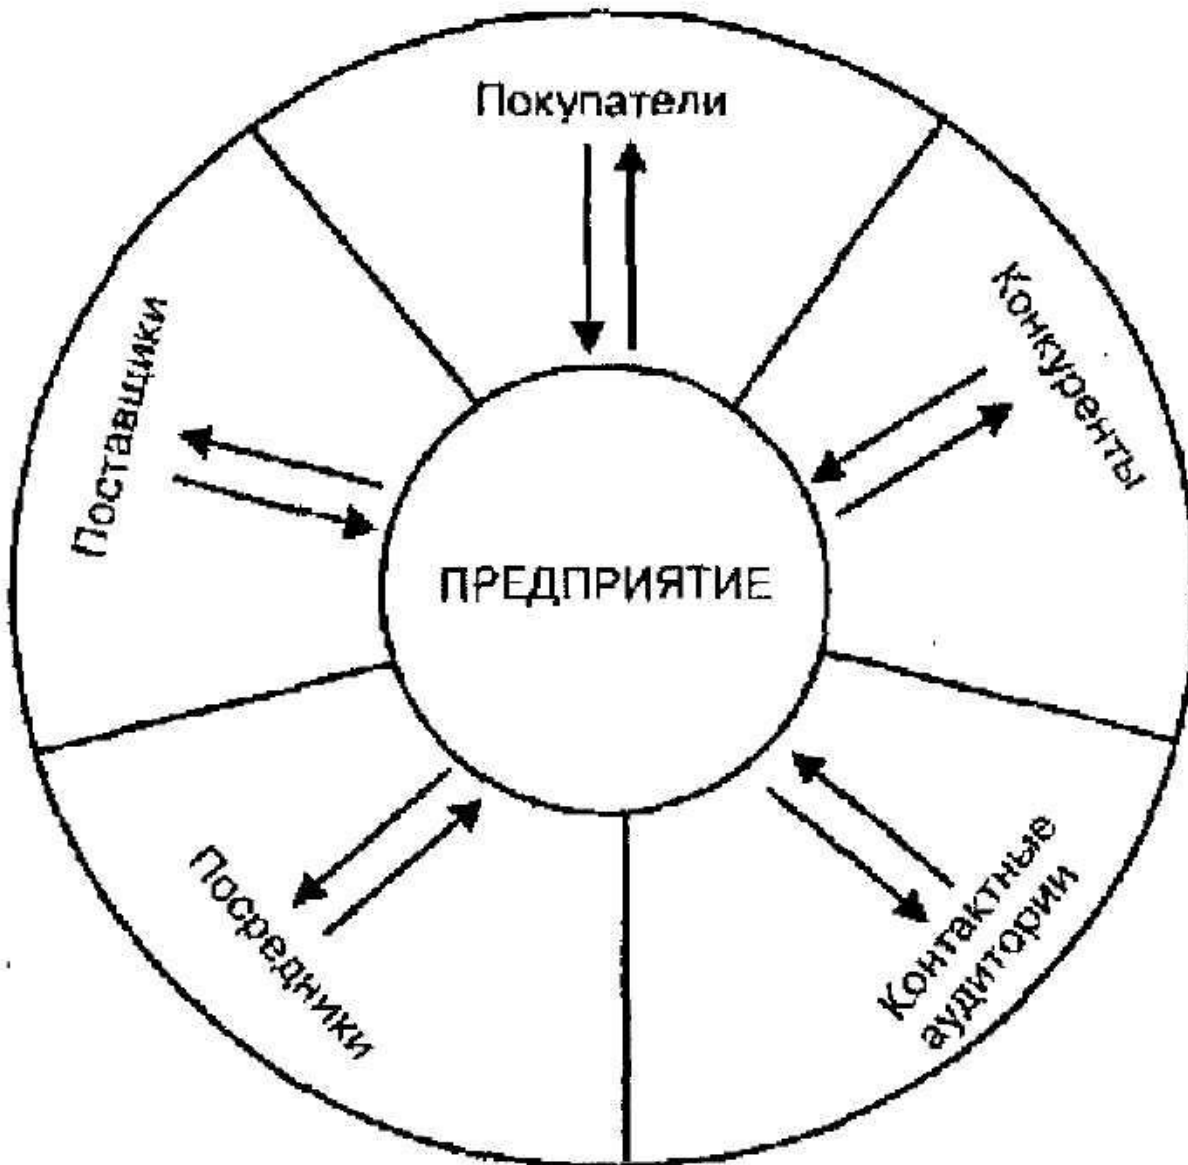 Покупатели
Конкуренты
Поставщики
ПРЕДПРИЯТИЕ
Посредники
Контактные
аудитории